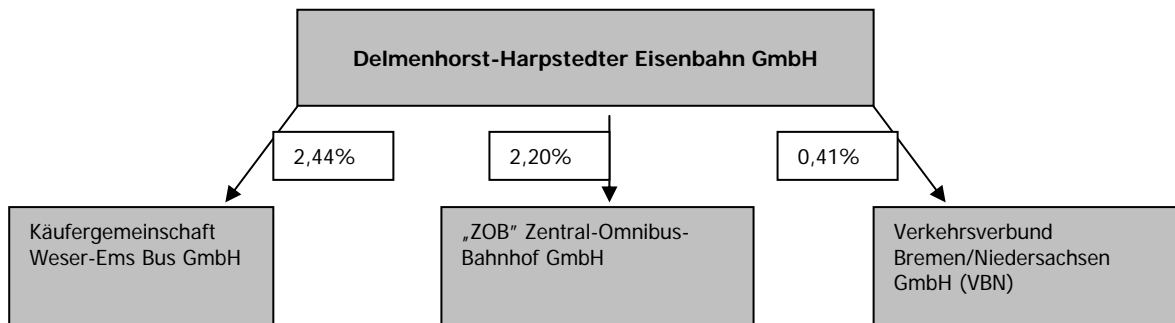 Delmenhorst-Harpstedter Eisenbahn GmbH
2,44%
2,20%
0,41%
Käufergemeinschaft
Weser-Ems Bus GmbH
„ZOB” Zentral-Omnibus-
Bahnhof GmbH
Verkehrsverbund
Bremen/Niedersachsen
GmbH (VBN)